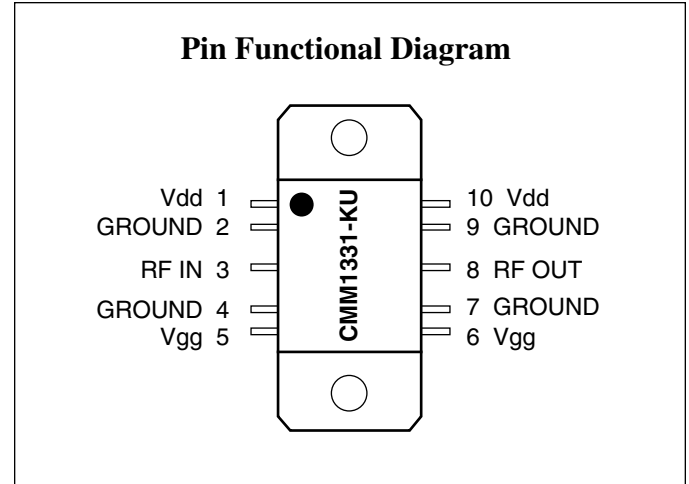 Pin Functional Diagram
Vdd 1
GROUND 2
RF IN 3
GROUND 4
Vgg 5
CMM1331-KU
10 Vdd
9 GROUND
8 RF OUT
7 GROUND
6 Vgg